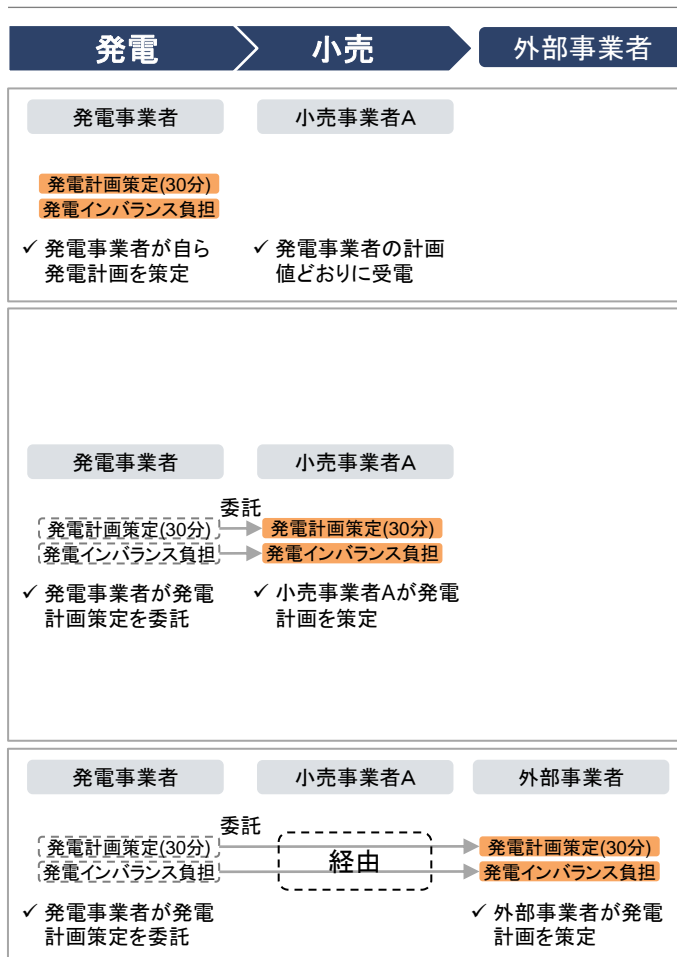 発電
小売
外部事業者
発電事業者
小売事業者A
発電計画策定(30分)
発電インバランス負担
✓ 発電事業者が自ら
発電計画を策定
✓ 発電事業者の計画
値どおりに受電
発電事業者
小売事業者A
委託
発電計画策定(30分)
発電計画策定(30分)
発電インバランス負担
発電インバランス負担
✓ 発電事業者が発電
計画策定を委託
✓ 小売事業者Aが発電
計画を策定
発電事業者
小売事業者A
外部事業者
委託
発電計画策定(30分)
発電インバランス負担
経由
発電計画策定(30分)
発電インバランス負担
✓ 発電事業者が発電
計画策定を委託
✓ 外部事業者が発電
計画を策定